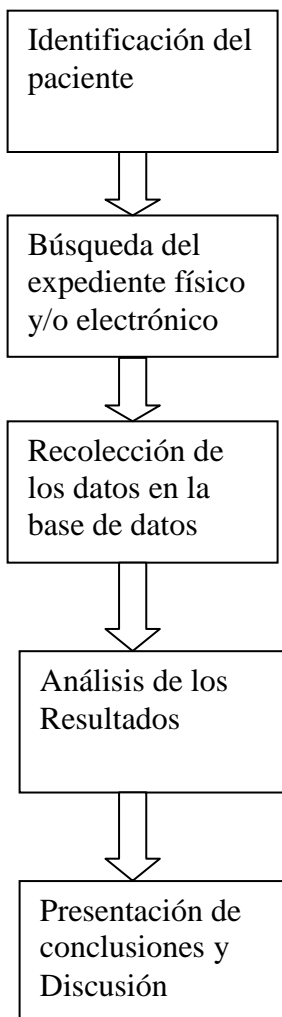 Identificación del
paciente
Búsqueda del
expediente físico
y/o electrónico
Recolección de
los datos en la
base de datos
Análisis de los
Resultados
Presentación de
conclusiones y
Discusión